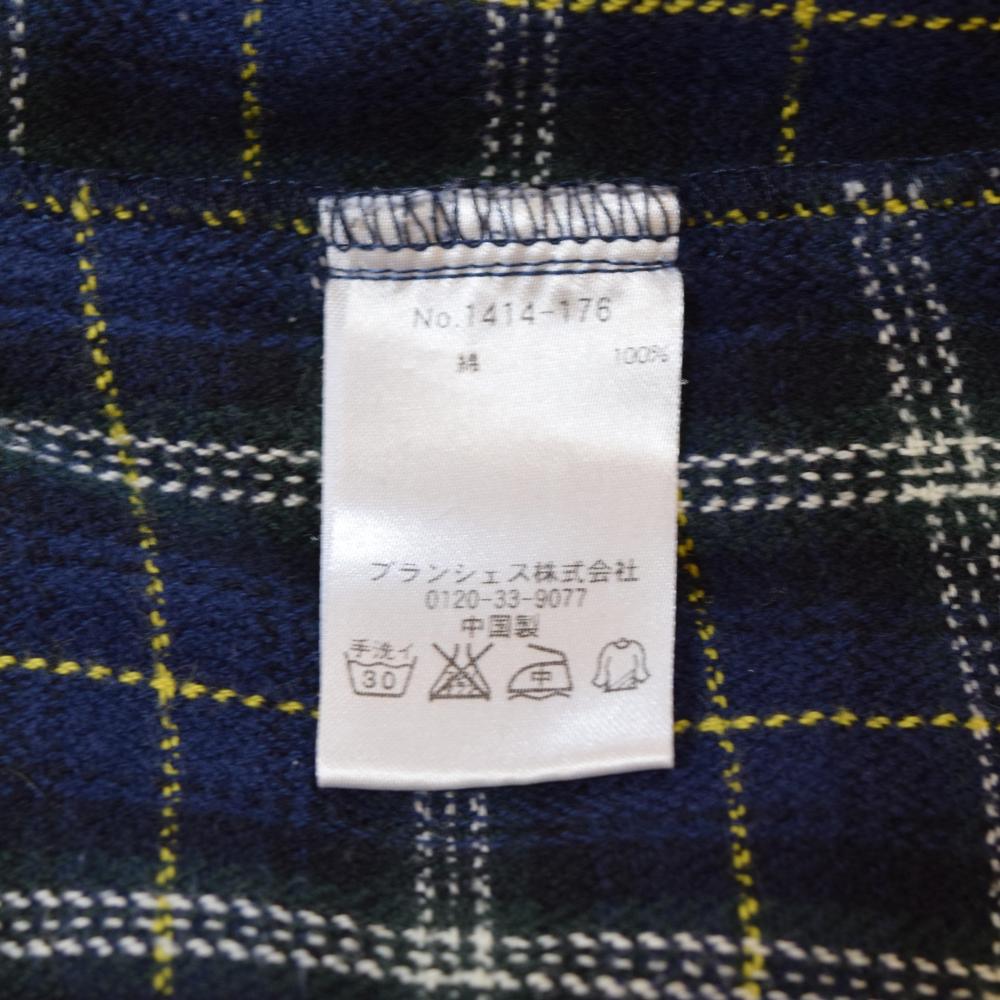 No.1414-176
綿 100%
ブランシェス株式会社
0120-33-9077
中国製
手洗イ
30
中